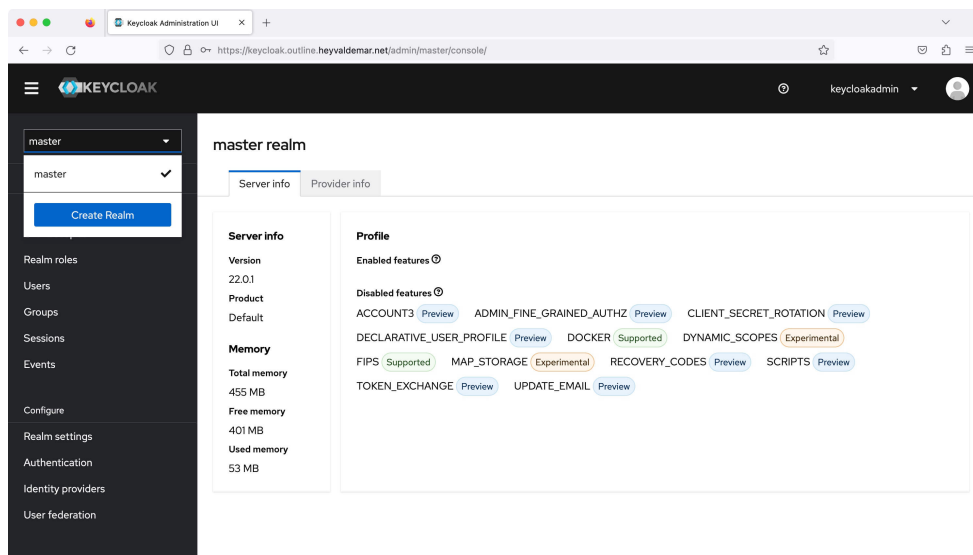 Keycloak Administration UI
https://keycloak.outline.heyvaldemar.net/admin/master/console/
KEYCLOAK
keycloakadmin
master
master
Create Realm
Realm roles
Users
Groups
Sessions
Events
Configure
Realm settings
Authentication
Identity providers
User federation
master realm
Server info Provider info
Server info
Version
22.0.1
Product
Default
Memory
Total memory
455 MB
Free memory
401 MB
Used memory
53 MB
Profile
Enabled features
Disabled features
ACCOUNT3 Preview ADMIN_FINE_GRAINED_AUTHZ Preview CLIENT_SECRET_ROTATION Preview
DECLARATIVE_USER_PROFILE Preview DOCKER Supported DYNAMIC_SCOPES Experimental
FIPS Supported MAP_STORAGE Experimental RECOVERY_CODES Preview SCRIPTS Preview
TOKEN_EXCHANGE Preview UPDATE_EMAIL Preview